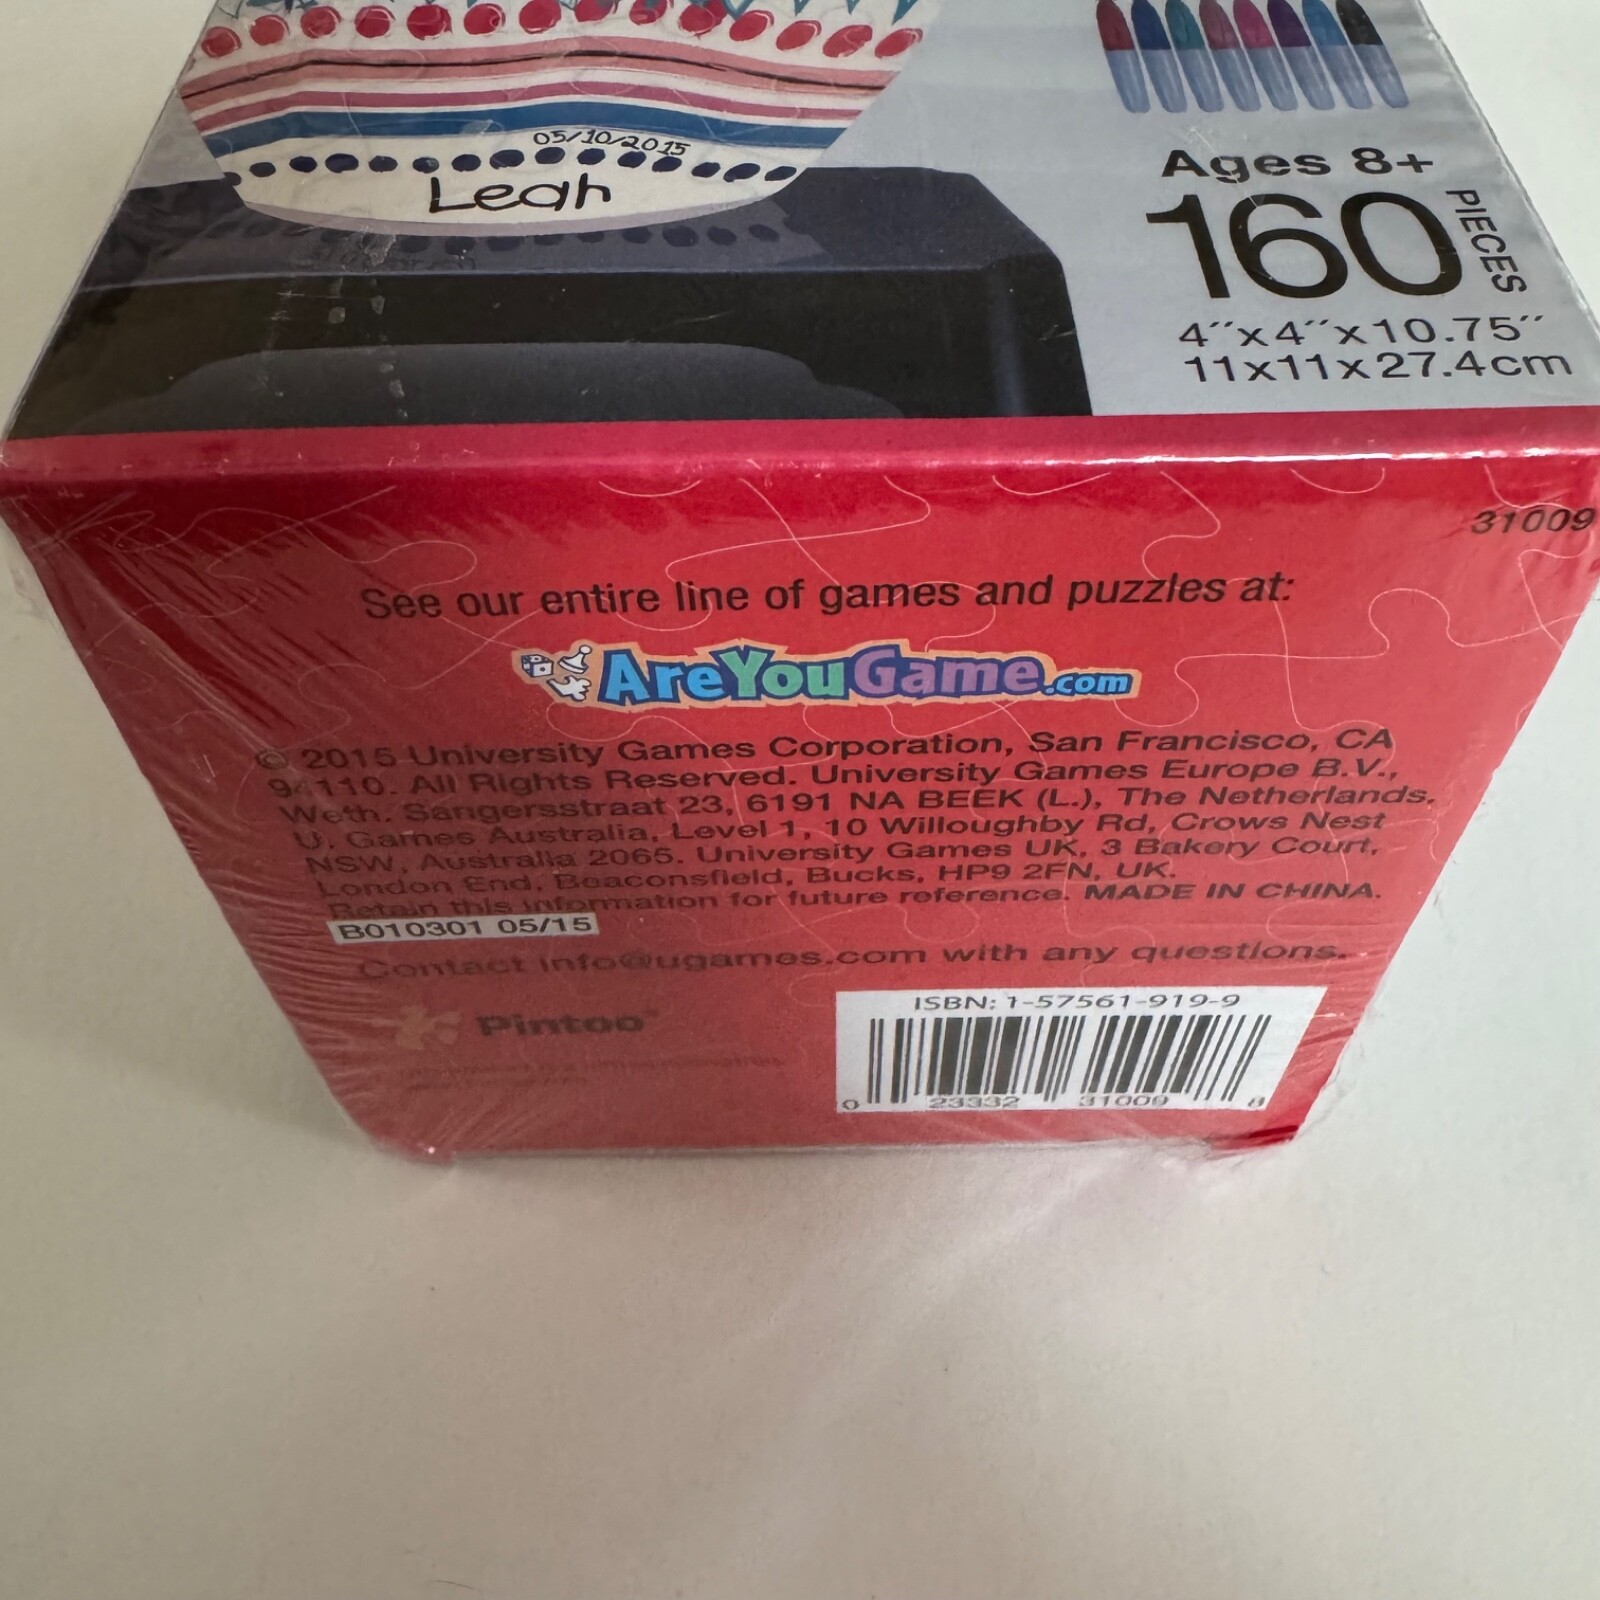 05/10/2015
Leah
Ages 8+
160 PIECES
4''x4''x10.75''
11x11x27.4cm
31009
See our entire line of games and puzzles at:
AreYouGame.com
© 2015 University Games Corporation, San Francisco, CA
94110. All Rights Reserved. University Games Europe B.V.,
Weth. Sangersstraat 23, 6191 NA BEEK (L.), The Netherlands.
U. Games Australia, Level 1, 10 Willoughby Rd, Crows Nest
NSW, Australia 2065. University Games UK, 3 Bakery Court,
London End, Beaconsfield, Bucks, HP9 2FN, UK.
Retain this information for future reference. MADE IN CHINA.
B010301 05/15
Contact info@ugames.com with any questions.
Pintoo
ISBN: 1-57561-919-9
0 23332 31009 8